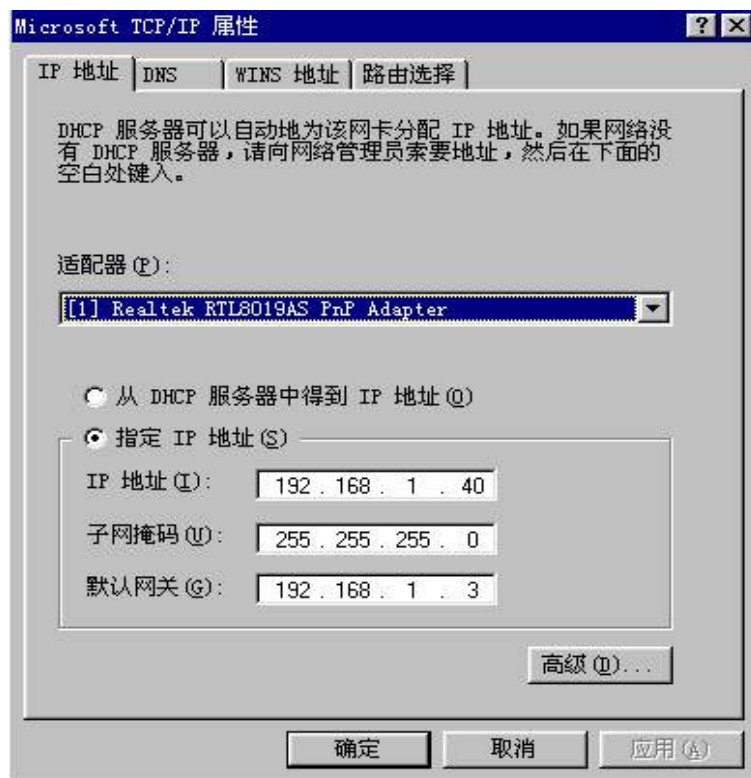 Microsoft TCP/IP 属性
IP 地址 DNS WINS 地址 路由选择
DHCP 服务器可以自动地为该网卡分配 IP 地址。如果网络没
有 DHCP 服务器，请向网络管理员索要地址，然后在下面的
空白处键入。
适配器(P):
[1] Realtek RTL8019AS PnP Adapter
从 DHCP 服务器中得到 IP 地址(O)
指定 IP 地址(S)
IP 地址(I): 192 . 168 . 1 . 40
子网掩码(U): 255 . 255 . 255 . 0
默认网关(G): 192 . 168 . 1 . 3
高级(D)...
确定 取消 应用(A)